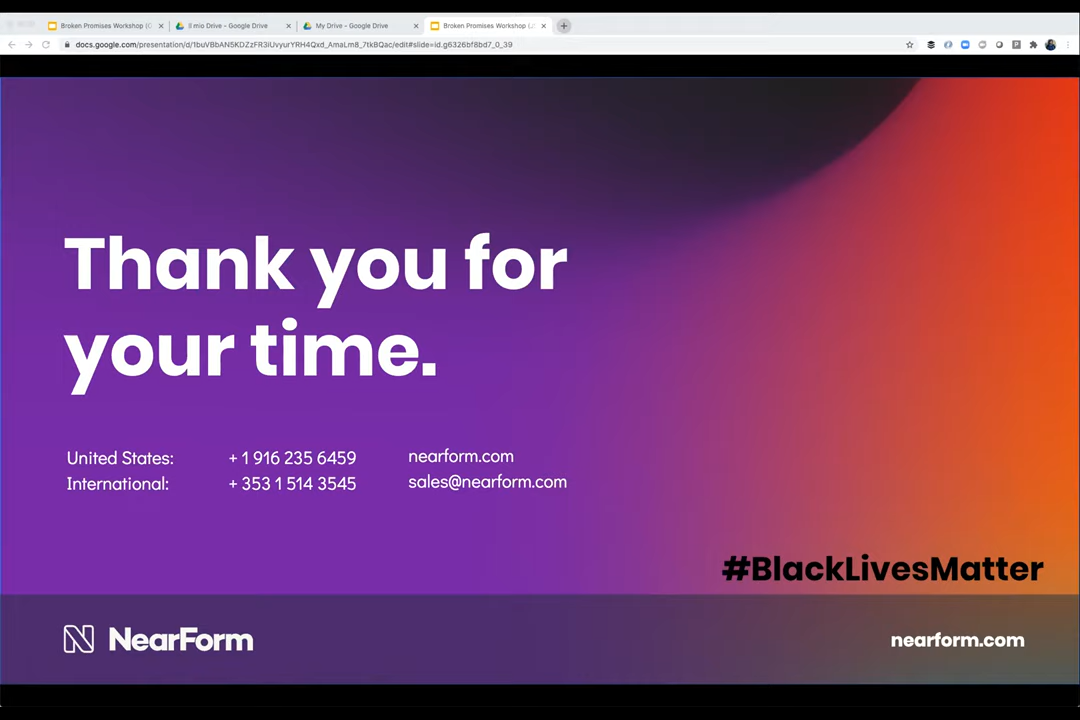 Broken Promises Workshop (
Il mio Drive - Google Drive
My Drive - Google Drive
Broken Promises Workshop (
docs.google.com/presentation/d/1buVBbAN5KDZzFR3iUvyurYRH4Qxd_AmaLm8_7tkBQac/edit#slide=id.g6326bf8bd7_0_39
Thank you for
your time.
United States: + 1 916 235 6459 nearform.com
International: + 353 1 514 3545 sales@nearform.com
#BlackLivesMatter
N NearForm
nearform.com